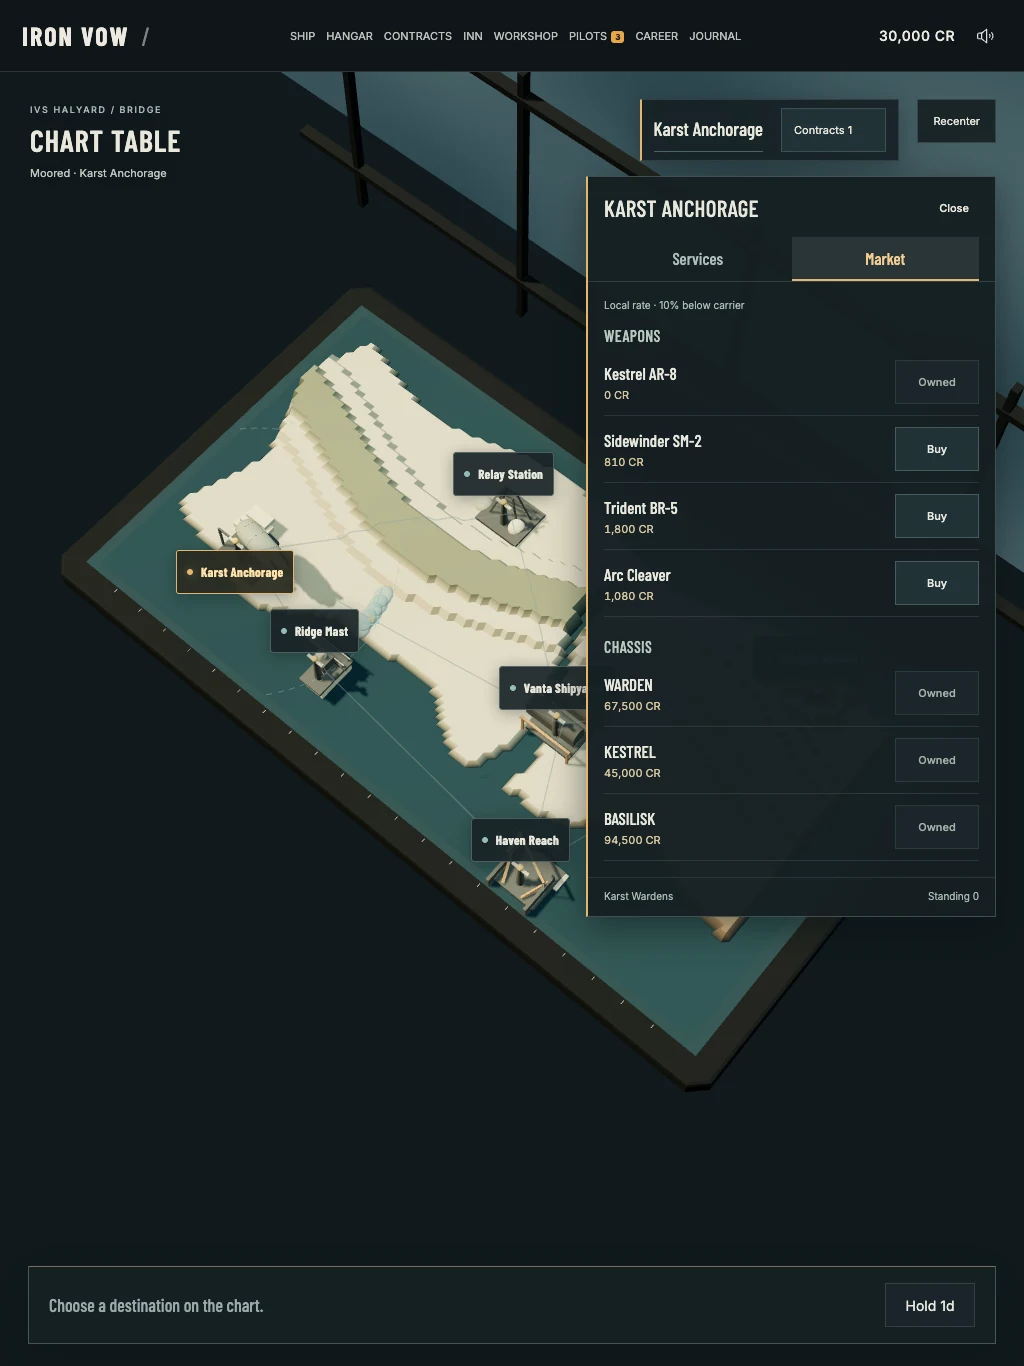 IRON VOW /
SHIP HANGAR CONTRACTS INN WORKSHOP PILOTS 3 CAREER JOURNAL
30,000 CR
IVS HALYARD / BRIDGE
CHART TABLE
Moored · Karst Anchorage
Karst Anchorage
Contracts 1
Recenter
KARST ANCHORAGE
Close
Services
Market
Local rate · 10% below carrier
WEAPONS
Kestrel AR-8
0 CR
Owned
Sidewinder SM-2
810 CR
Buy
Trident BR-5
1,800 CR
Buy
Arc Cleaver
1,080 CR
Buy
CHASSIS
WARDEN
67,500 CR
Owned
KESTREL
45,000 CR
Owned
BASILISK
94,500 CR
Owned
Karst Wardens
Standing 0
Relay Station
Karst Anchorage
Ridge Mast
Vanta Shipya
Haven Reach
Choose a destination on the chart.
Hold 1d